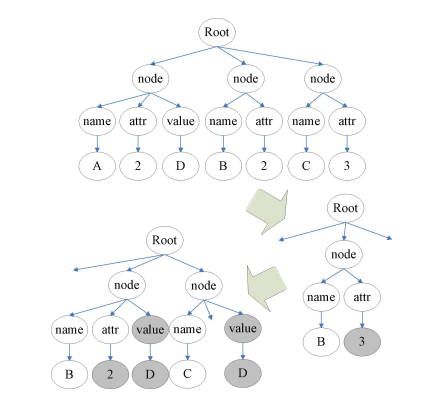 Root
node node node
name attr value name attr name attr
A 2 D B 2 C 3
Root
node
name attr
B 3
Root
node node
name attr value name value
B 2 D C D